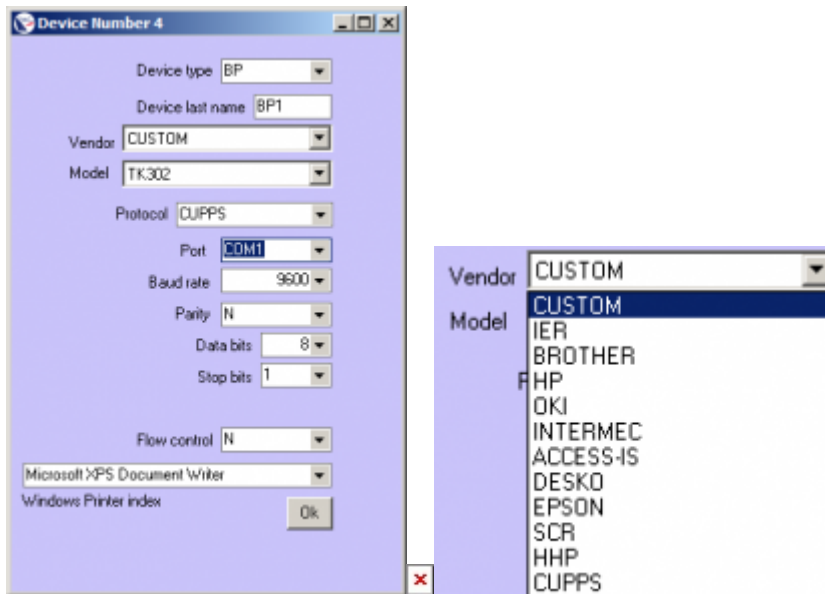 Device Number 4
Device type BP
Device last name BP1
Vendor CUSTOM
Model TK302
Protocol CUPPS
Port COM1
Baud rate 9600
Parity N
Data bits 8
Stop bits 1
Flow control N
Microsoft XPS Document Writer
Windows Printer index
Ok
Vendor CUSTOM
CUSTOM
Model
IER
BROTHER
HP
OKI
INTERMEC
ACCESS-IS
DESKO
EPSON
SCR
HHP
CUPPS